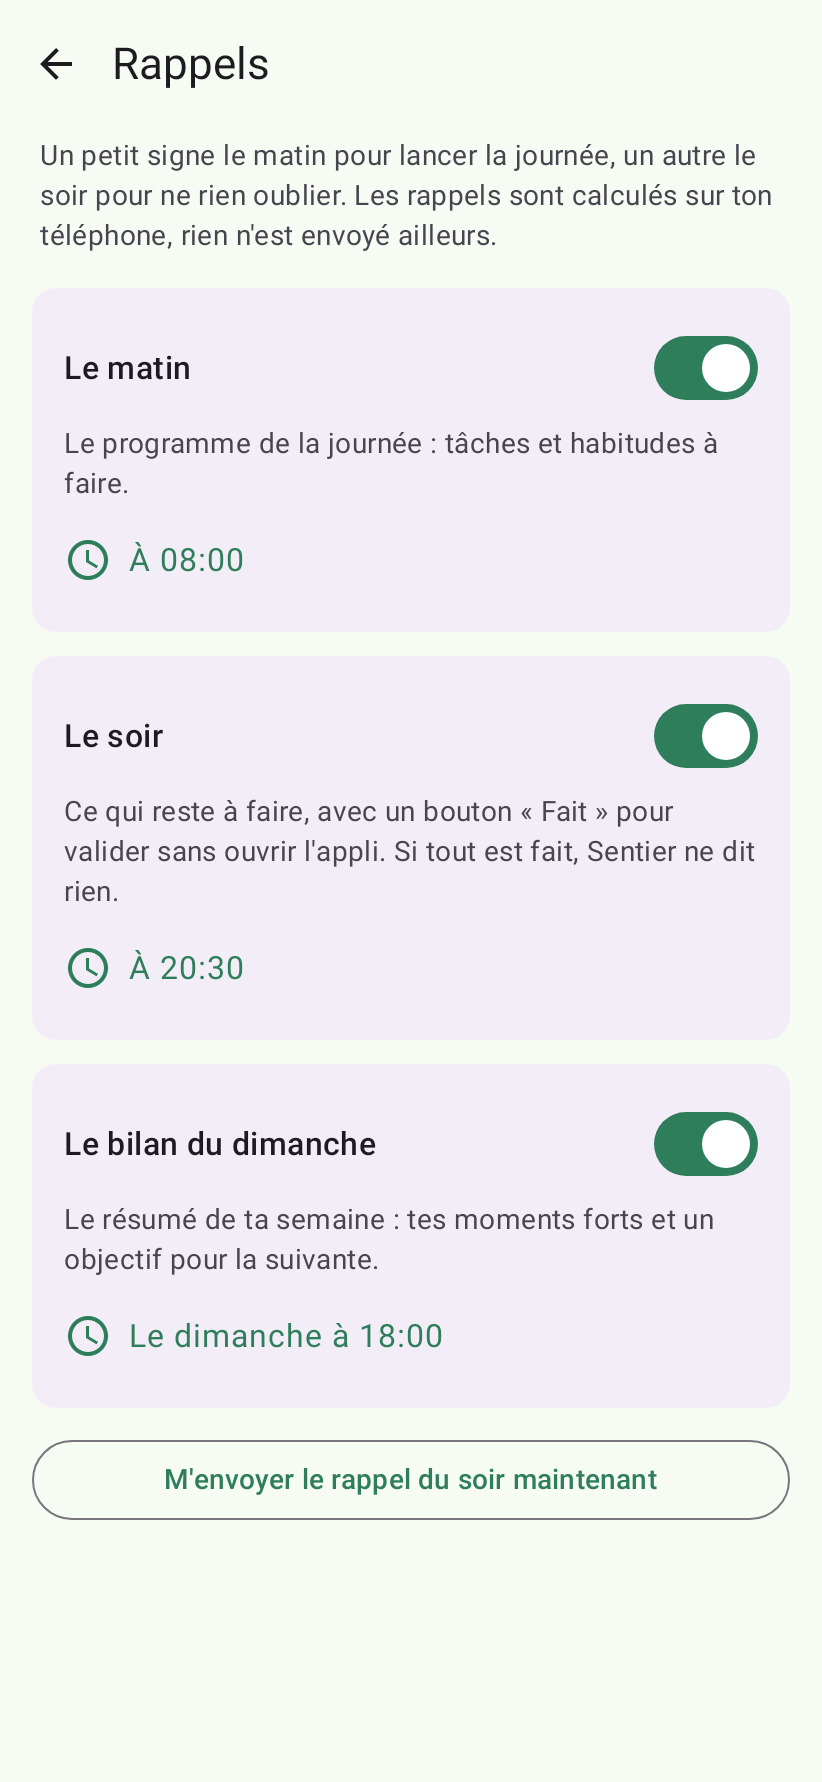 Rappels
Un petit signe le matin pour lancer la journée, un autre le
soir pour ne rien oublier. Les rappels sont calculés sur ton
téléphone, rien n'est envoyé ailleurs.
Le matin
Le programme de la journée : tâches et habitudes à
faire.
À 08:00
Le soir
Ce qui reste à faire, avec un bouton « Fait » pour
valider sans ouvrir l'appli. Si tout est fait, Sentier ne dit
rien.
À 20:30
Le bilan du dimanche
Le résumé de ta semaine : tes moments forts et un
objectif pour la suivante.
Le dimanche à 18:00
M'envoyer le rappel du soir maintenant